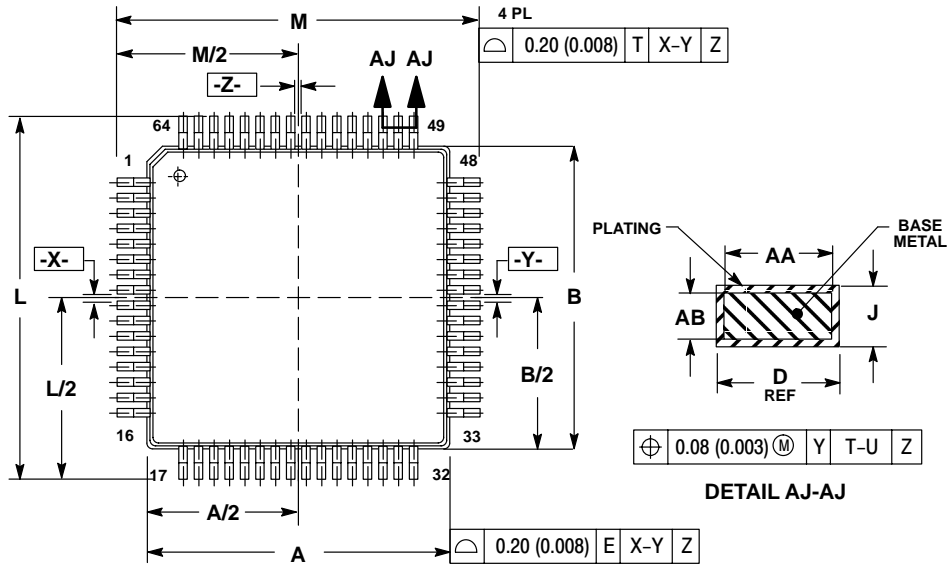 M
4 PL
⌓ 0.20 (0.008) T X–Y Z
M/2
-Z-
AJ AJ
64
49
1
48
PLATING
BASE
METAL
AA
-X-
-Y-
L
B
AB
J
L/2
B/2
D
REF
16
33
⌖ 0.08 (0.003) Ⓜ Y T–U Z
17
32
DETAIL AJ-AJ
A/2
A
⌓ 0.20 (0.008) E X–Y Z